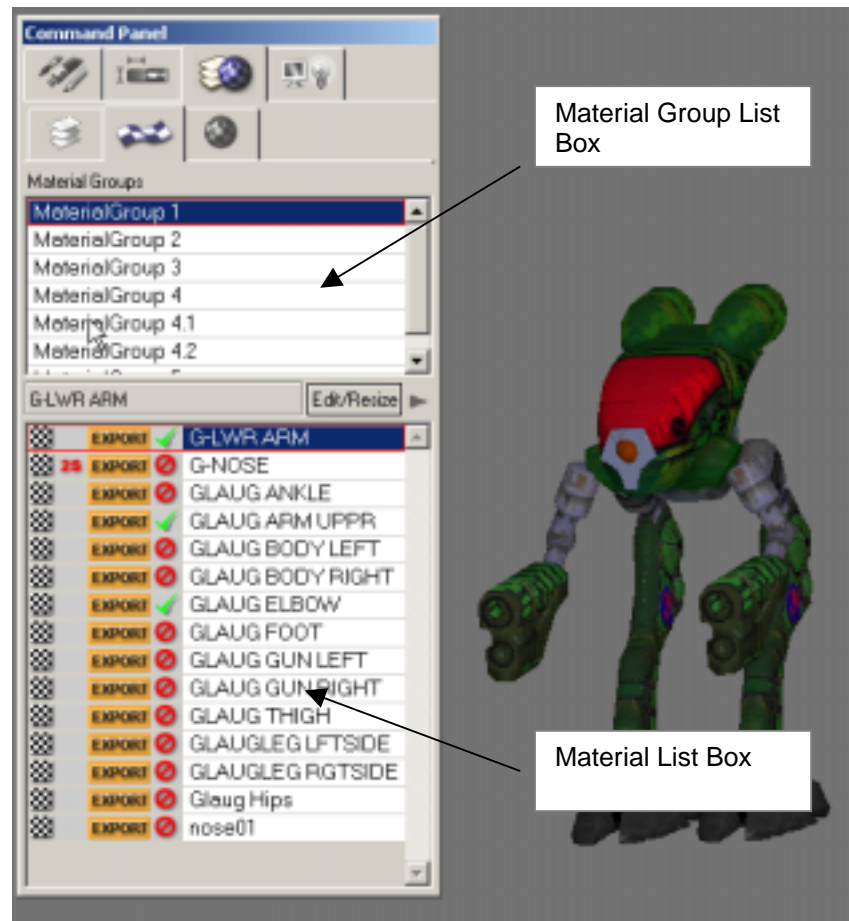 Command Panel
Material Group List
Box
Material Groups
MaterialGroup 1
MaterialGroup 2
MaterialGroup 3
MaterialGroup 4
MaterialGroup 4.1
MaterialGroup 4.2
G-LWR ARM
Edit/Resize
EXPORT G-LWR ARM
2S EXPORT G-NOSE
EXPORT GLAUG ANKLE
EXPORT GLAUG ARM UPPR
EXPORT GLAUG BODY LEFT
EXPORT GLAUG BODY RIGHT
EXPORT GLAUG ELBOW
EXPORT GLAUG FOOT
EXPORT GLAUG GUN LEFT
EXPORT GLAUG GUN RIGHT
EXPORT GLAUG THIGH
EXPORT GLAUGLEG LFTSIDE
EXPORT GLAUGLEG RGTSIDE
EXPORT Glaug Hips
EXPORT nose01
Material List Box